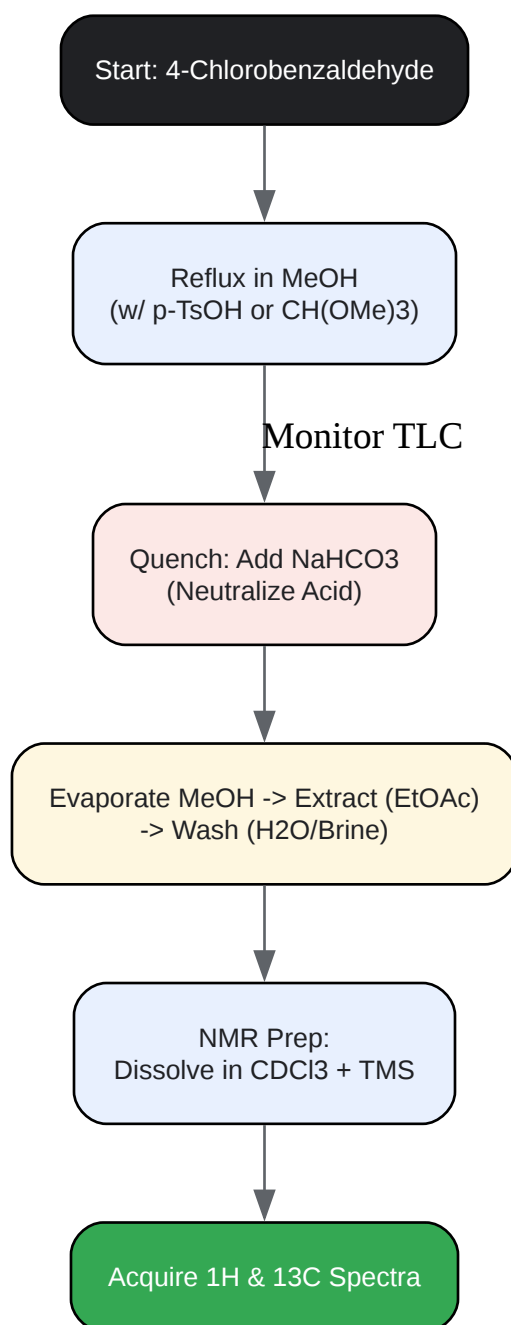 Start: 4-Chlorobenzaldehyde
Reflux in MeOH
(w/ p-TsOH or CH(OMe)3)
Monitor TLC
Quench: Add NaHCO3
(Neutralize Acid)
Evaporate MeOH -> Extract (EtOAc)
-> Wash (H2O/Brine)
NMR Prep:
Dissolve in CDCl3 + TMS
Acquire 1H & 13C Spectra